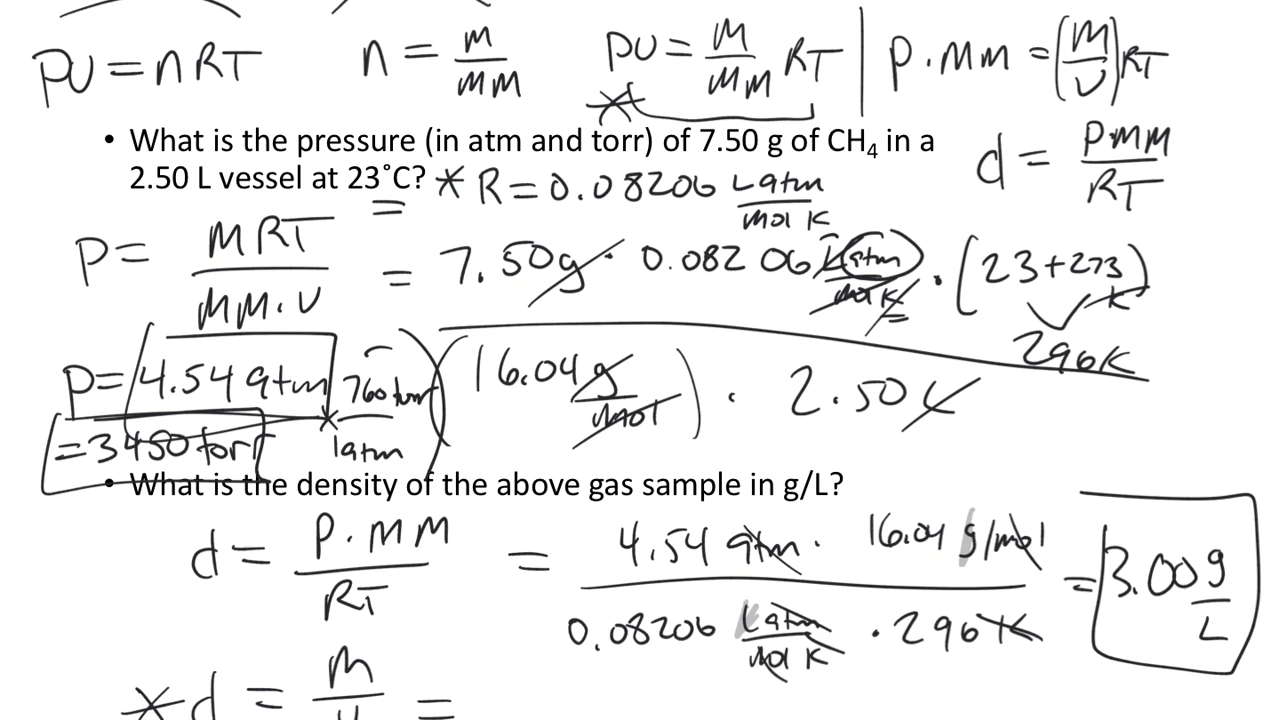 PV = nRT   n = m/MM   PV = m/MM RT | P·MM = (m/V)RT
• What is the pressure (in atm and torr) of 7.50 g of CH₄ in a
d = P·MM/RT
2.50 L vessel at 23˚C? * R = 0.08206 L atm/mol K
P = mRT/MM·V = 7.50g · 0.08206 L atm/mol K · (23+273)K
296K
(16.04 g/mol) · 2.50 L
P = 4.54 atm × 760 torr/1 atm
= 3450 torr
• What is the density of the above gas sample in g/L?
d = P·MM/RT = 4.54 atm · 16.04 g/mol / 0.08206 L atm/mol K · 296 K = 3.00 g/L
* d = m/V =